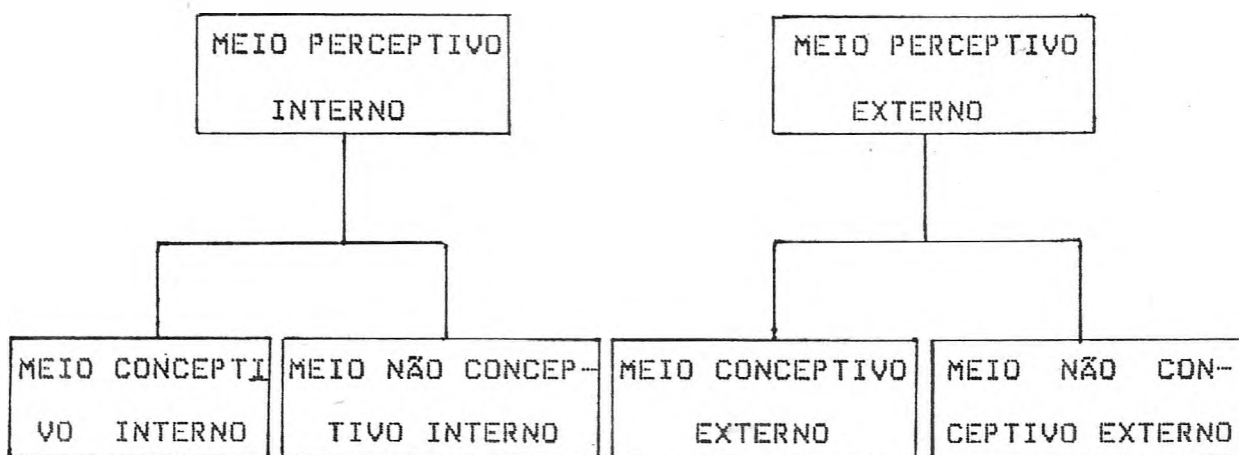 MEIO PERCEPTIVO
INTERNO
MEIO PERCEPTIVO
EXTERNO
MEIO CONCEPTI
VO INTERNO
MEIO NÃO CONCEP-
TIVO INTERNO
MEIO CONCEPTIVO
EXTERNO
MEIO NÃO CON-
CEPTIVO EXTERNO